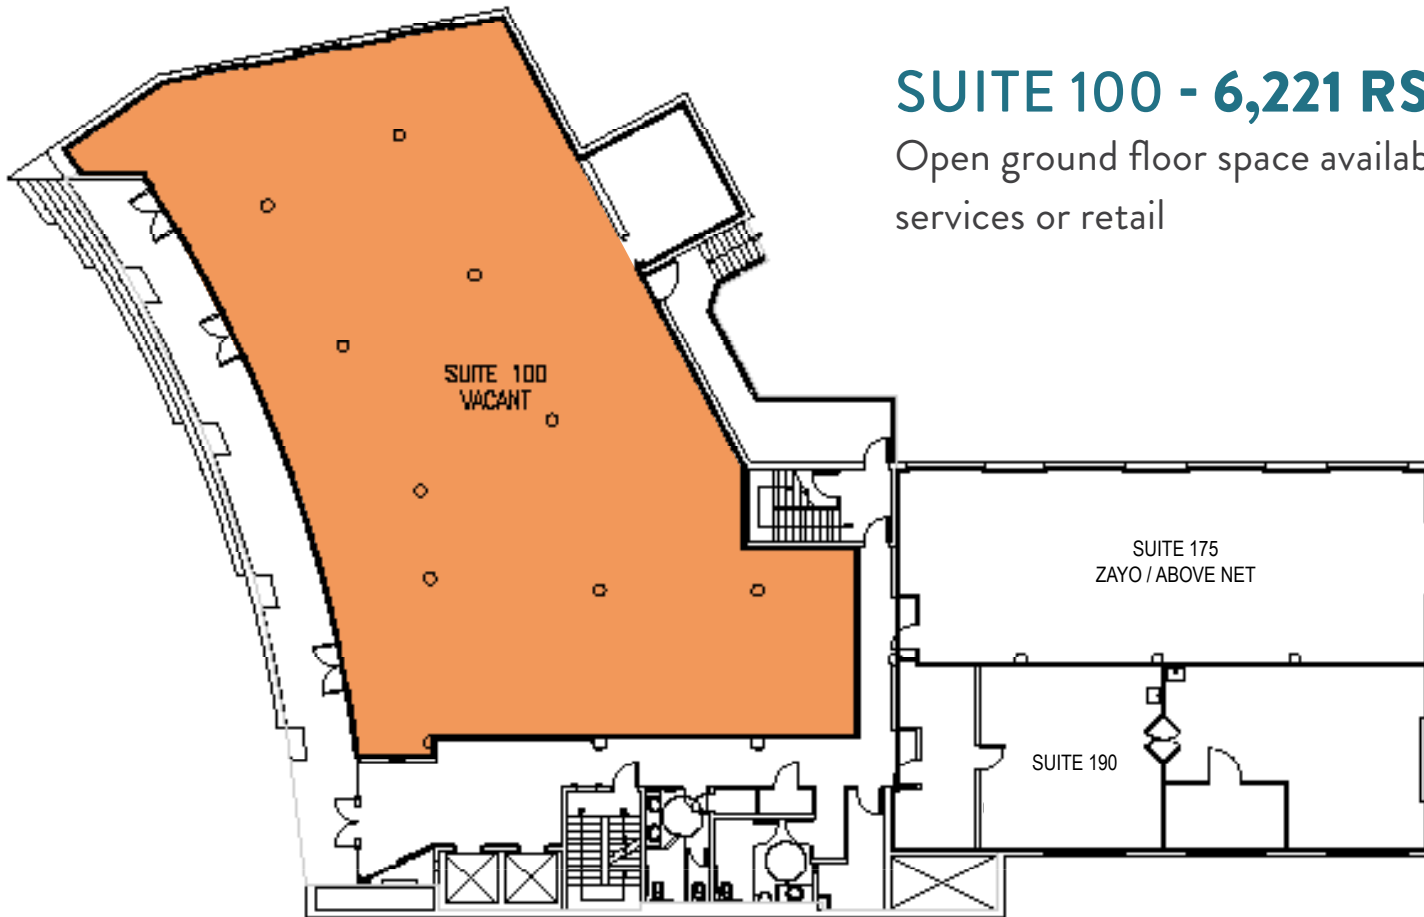 SUITE 100 - 6,221 RS
Open ground floor space availab
services or retail
SUITE 100
VACANT
SUITE 175
ZAYO / ABOVE NET
SUITE 190